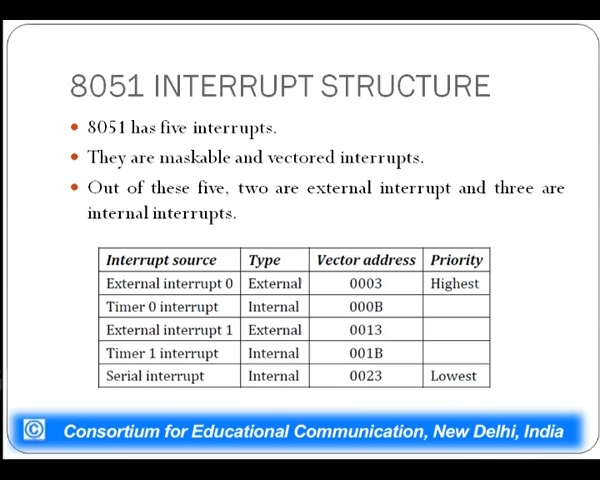 8051 INTERRUPT STRUCTURE
8051 has five interrupts.
They are maskable and vectored interrupts.
Out of these five, two are external interrupt and three are
internal interrupts.
Interrupt source Type Vector address Priority
External interrupt 0 External 0003 Highest
Timer 0 interrupt Internal 000B
External interrupt 1 External 0013
Timer 1 interrupt Internal 001B
Serial interrupt Internal 0023 Lowest
© Consortium for Educational Communication, New Delhi, India